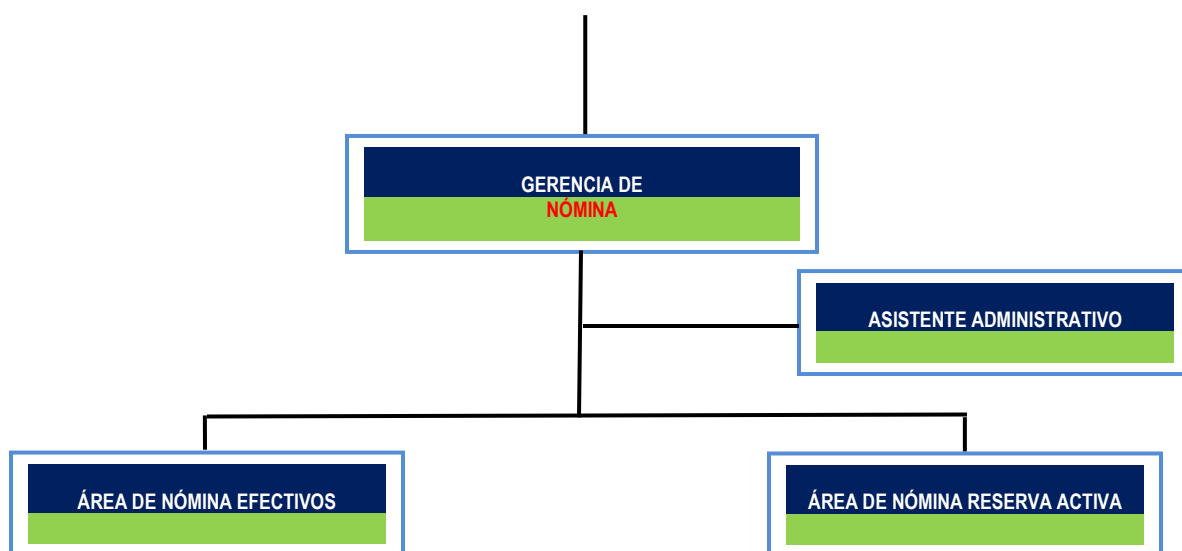 GERENCIA DE
NÓMINA
ASISTENTE ADMINISTRATIVO
ÁREA DE NÓMINA EFECTIVOS
ÁREA DE NÓMINA RESERVA ACTIVA